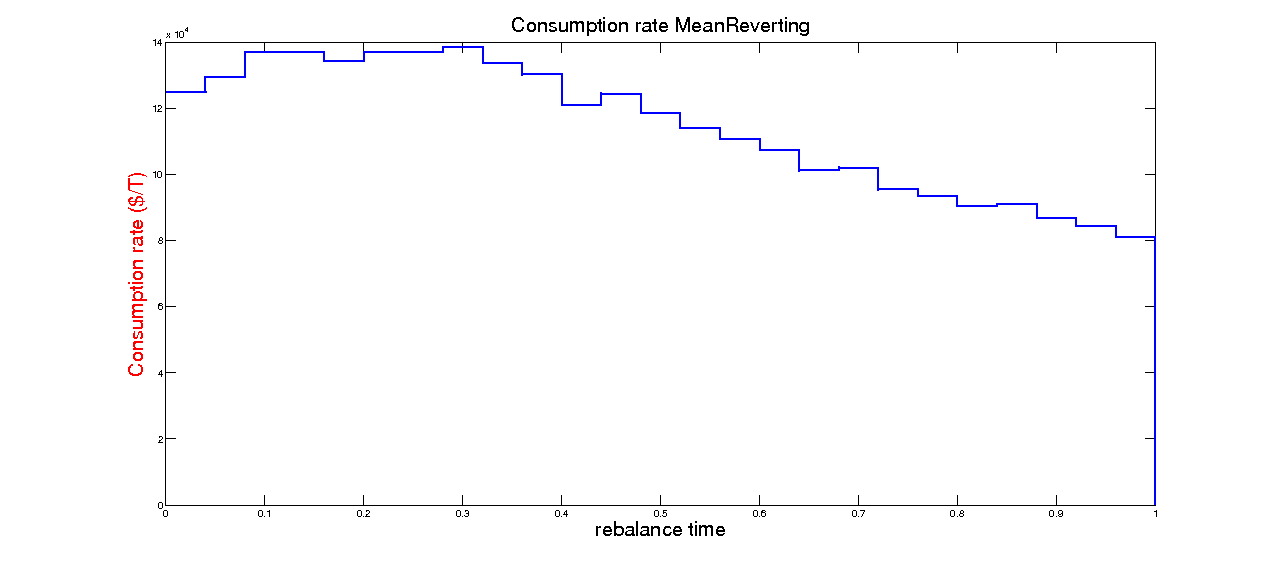 Consumption rate MeanReverting
x 10^4
14
12
10
8
6
4
2
0
Consumption rate ($/T)
0 0.1 0.2 0.3 0.4 0.5 0.6 0.7 0.8 0.9 1
rebalance time